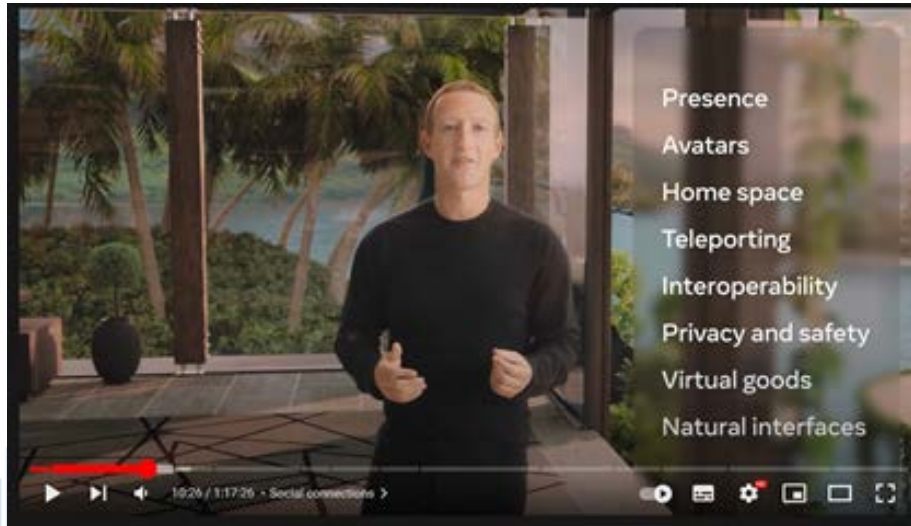 Presence
Avatars
Home space
Teleporting
Interoperability
Privacy and safety
Virtual goods
Natural interfaces
10:26 / 1:17:26 • Social connections >